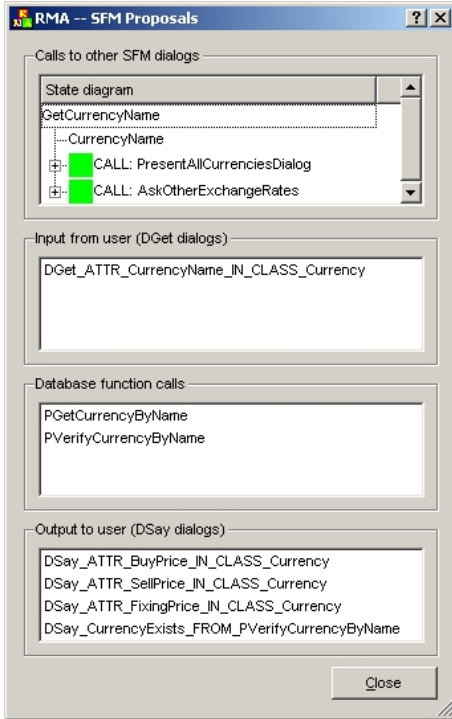 RMA -- SFM Proposals
Calls to other SFM dialogs
State diagram
GetCurrencyName
CurrencyName
CALL: PresentAllCurrenciesDialog
CALL: AskOtherExchangeRates
Input from user (DGet dialogs)
DGet_ATTR_CurrencyName_IN_CLASS_Currency
Database function calls
PGetCurrencyByName
PVerifyCurrencyByName
Output to user (DSay dialogs)
DSay_ATTR_BuyPrice_IN_CLASS_Currency
DSay_ATTR_SellPrice_IN_CLASS_Currency
DSay_ATTR_FixingPrice_IN_CLASS_Currency
DSay_CurrencyExists_FROM_PVerifyCurrencyByName
Close